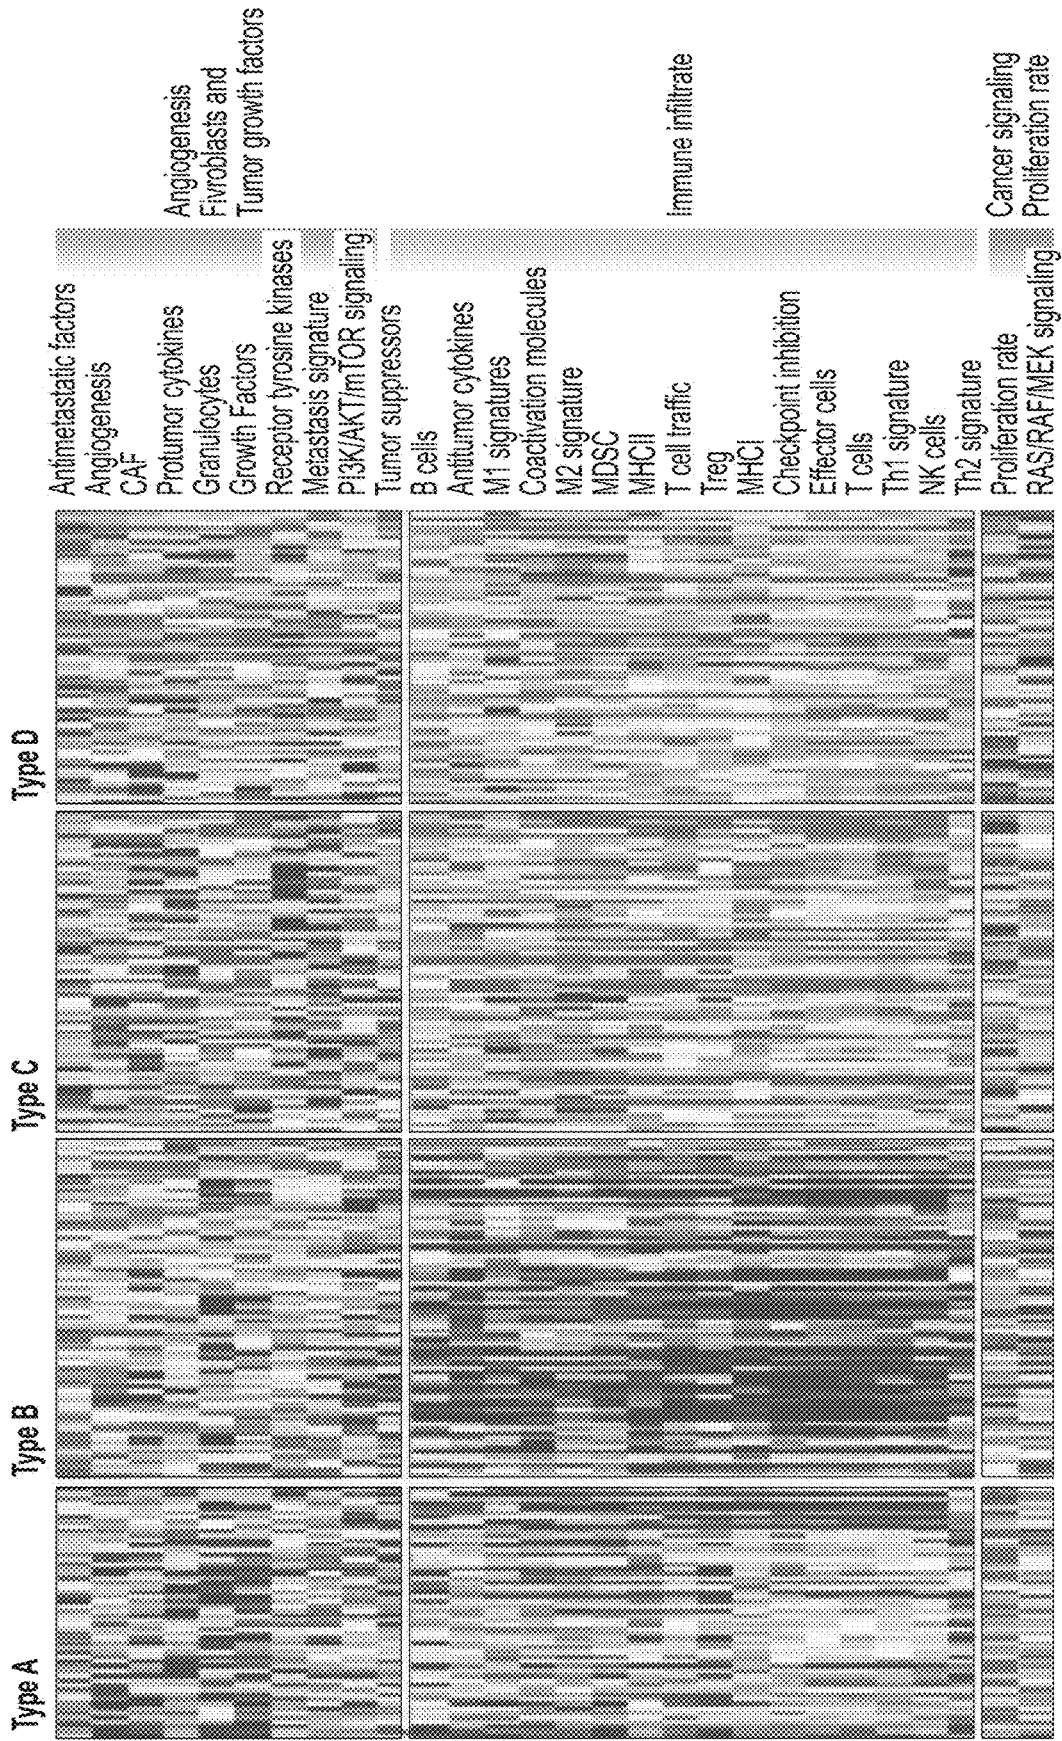 Type A
Type B
Type C
Type D
Antimetastatic factors
Angiogenesis
CAF
Protumor cytokines
Granulocytes
Growth Factors
Receptor tyrosine kinases
Metastasis signature
PI3K/AKT/mTOR signaling
Tumor suppressors
B cells
Antitumor cytokines
M1 signatures
Coactivation molecules
M2 signature
MDSC
MHCII
T cell traffic
Treg
MHCI
Checkpoint inhibition
Effector cells
T cells
Th1 signature
NK cells
Th2 signature
Proliferation rate
RAS/RAF/MEK signaling
Angiogenesis
Fivroblasts and
Tumor growth factors
Immune infiltrate
Cancer signaling
Proliferation rate